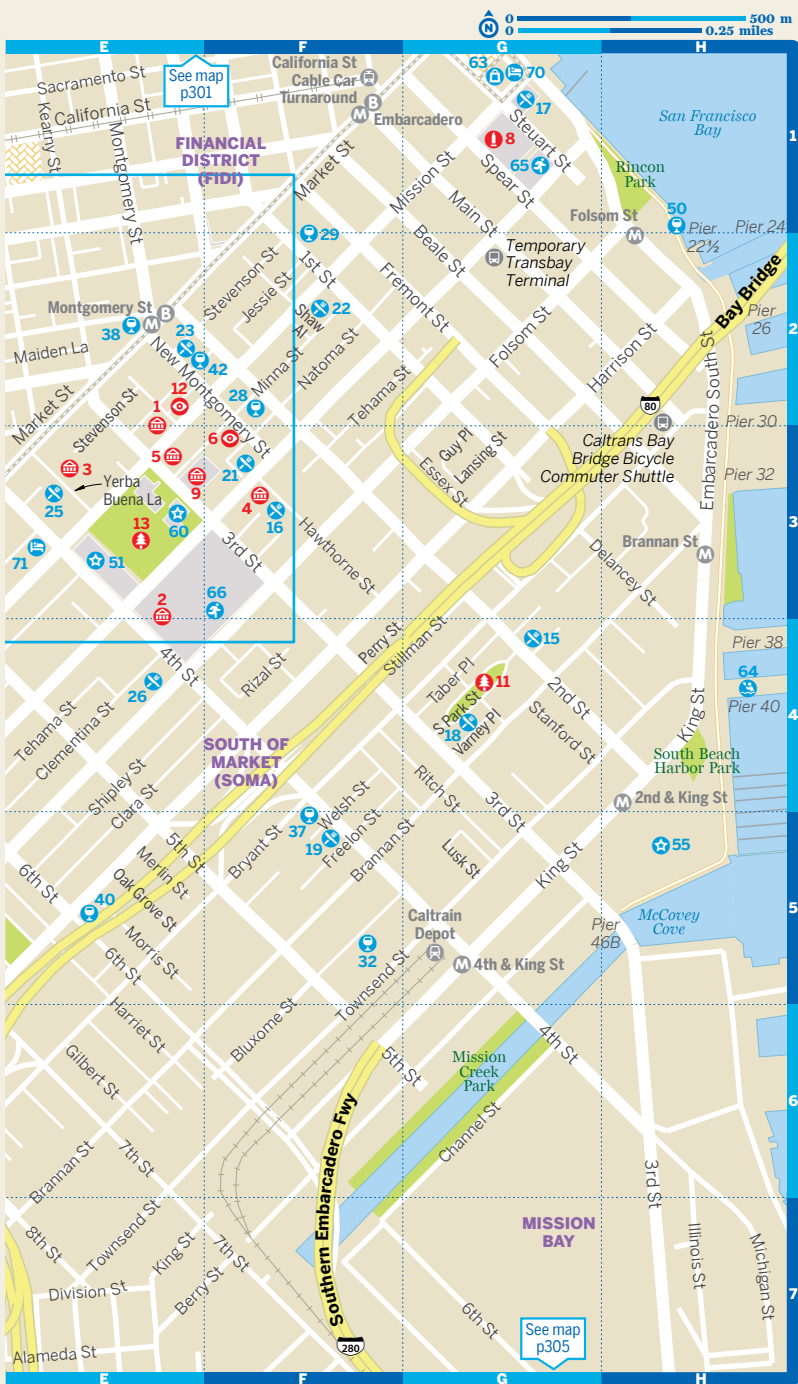 N
0
500 m
0
0.25 miles
E
F
G
H
Sacramento St
California St
Kearny St
Montgomery St
See map
p301
California St
Cable Car
Turnaround
B
M
Embarcadero
FINANCIAL
DISTRICT
(FIDI)
Market St
63
70
17
8
Steuart St
65
Spear St
Mission St
Main St
Beale St
San Francisco
Bay
Rincon
Park
Folsom St
M
50
Pier
22½
Pier 24
1
29
1st St
Stevenson St
Jessie St
Fremont St
Temporary
Transbay
Terminal
Bay Bridge
Pier
26
Montgomery St
B
M
38
23
42
22
Shaw
Al
Natoma St
Minna St
Folsom St
Harrison St
Maiden La
New Montgomery St
12
28
Tehama St
80
2
Market St
Stevenson St
1
5
6
3
9
21
4
16
Yerba
Buena La
25
13
60
71
51
66
2
3rd St
Hawthorne St
Guy Pl
Lansing St
Essex St
Caltrans Bay
Bridge Bicycle
Commuter Shuttle
Pier 30
Pier 32
Embarcadero South St
Brannan St
M
Delancey St
3
4th St
26
Rizal St
Perry St
Stillman St
15
Taber Pl
11
S Park St
18
Varney Pl
2nd St
Stanford St
Pier 38
64
Pier 40
King St
South Beach
Harbor Park
M
2nd & King St
Tehama St
Clementina St
SOUTH OF
MARKET
(SOMA)
4
Shipley St
Clara St
Ritch St
3rd St
37
Welsh St
19
Freelon St
Bryant St
Brannan St
Lusk St
King St
55
5th St
Merlin St
6th St
Oak Grove St
40
Morris St
6th St
32
Caltrain
Depot
M
4th & King St
Townsend St
Pier
46B
McCovey
Cove
5
Harriet St
Bluxome St
5th St
4th St
Mission
Creek
Park
Channel St
Gilbert St
Brannan St
7th St
6
Southern Embarcadero Fwy
8th St
Townsend St
King St
7th St
Berry St
Division St
Alameda St
280
6th St
MISSION
BAY
See map
p305
3rd St
Illinois St
Michigan St
7
E
F
G
H